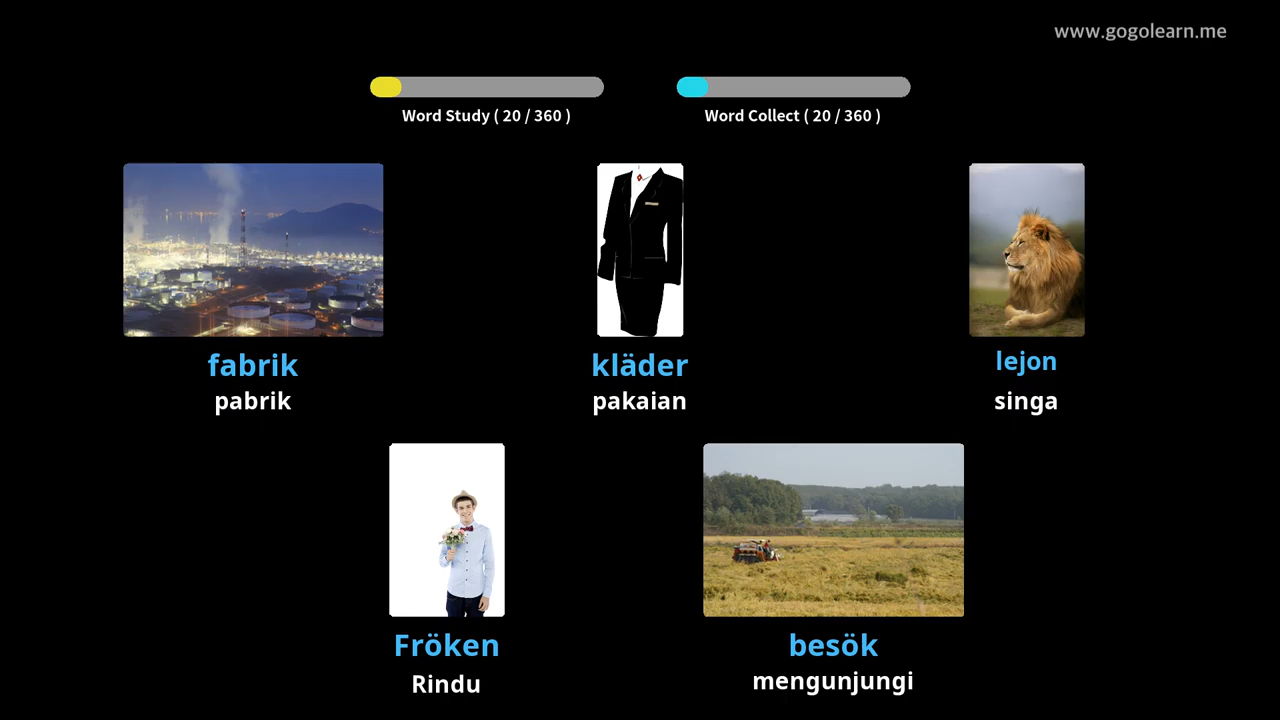 www.gogolearn.me
Word Study ( 20 / 360 )
Word Collect ( 20 / 360 )
fabrik
pabrik
kläder
pakaian
lejon
singa
Fröken
Rindu
besök
mengunjungi